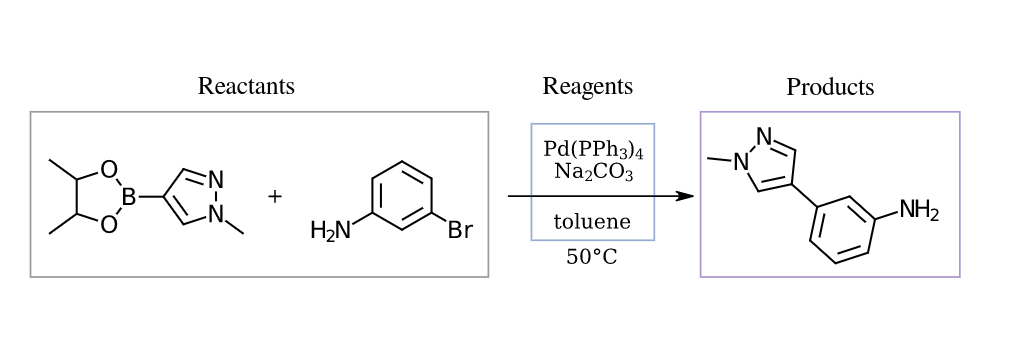 Reactants
Reagents
Products
Pd(PPh₃)₄
Na₂CO₃
toluene
50°C
O
B
O
N
N
+
H₂N
Br
N
N
NH₂